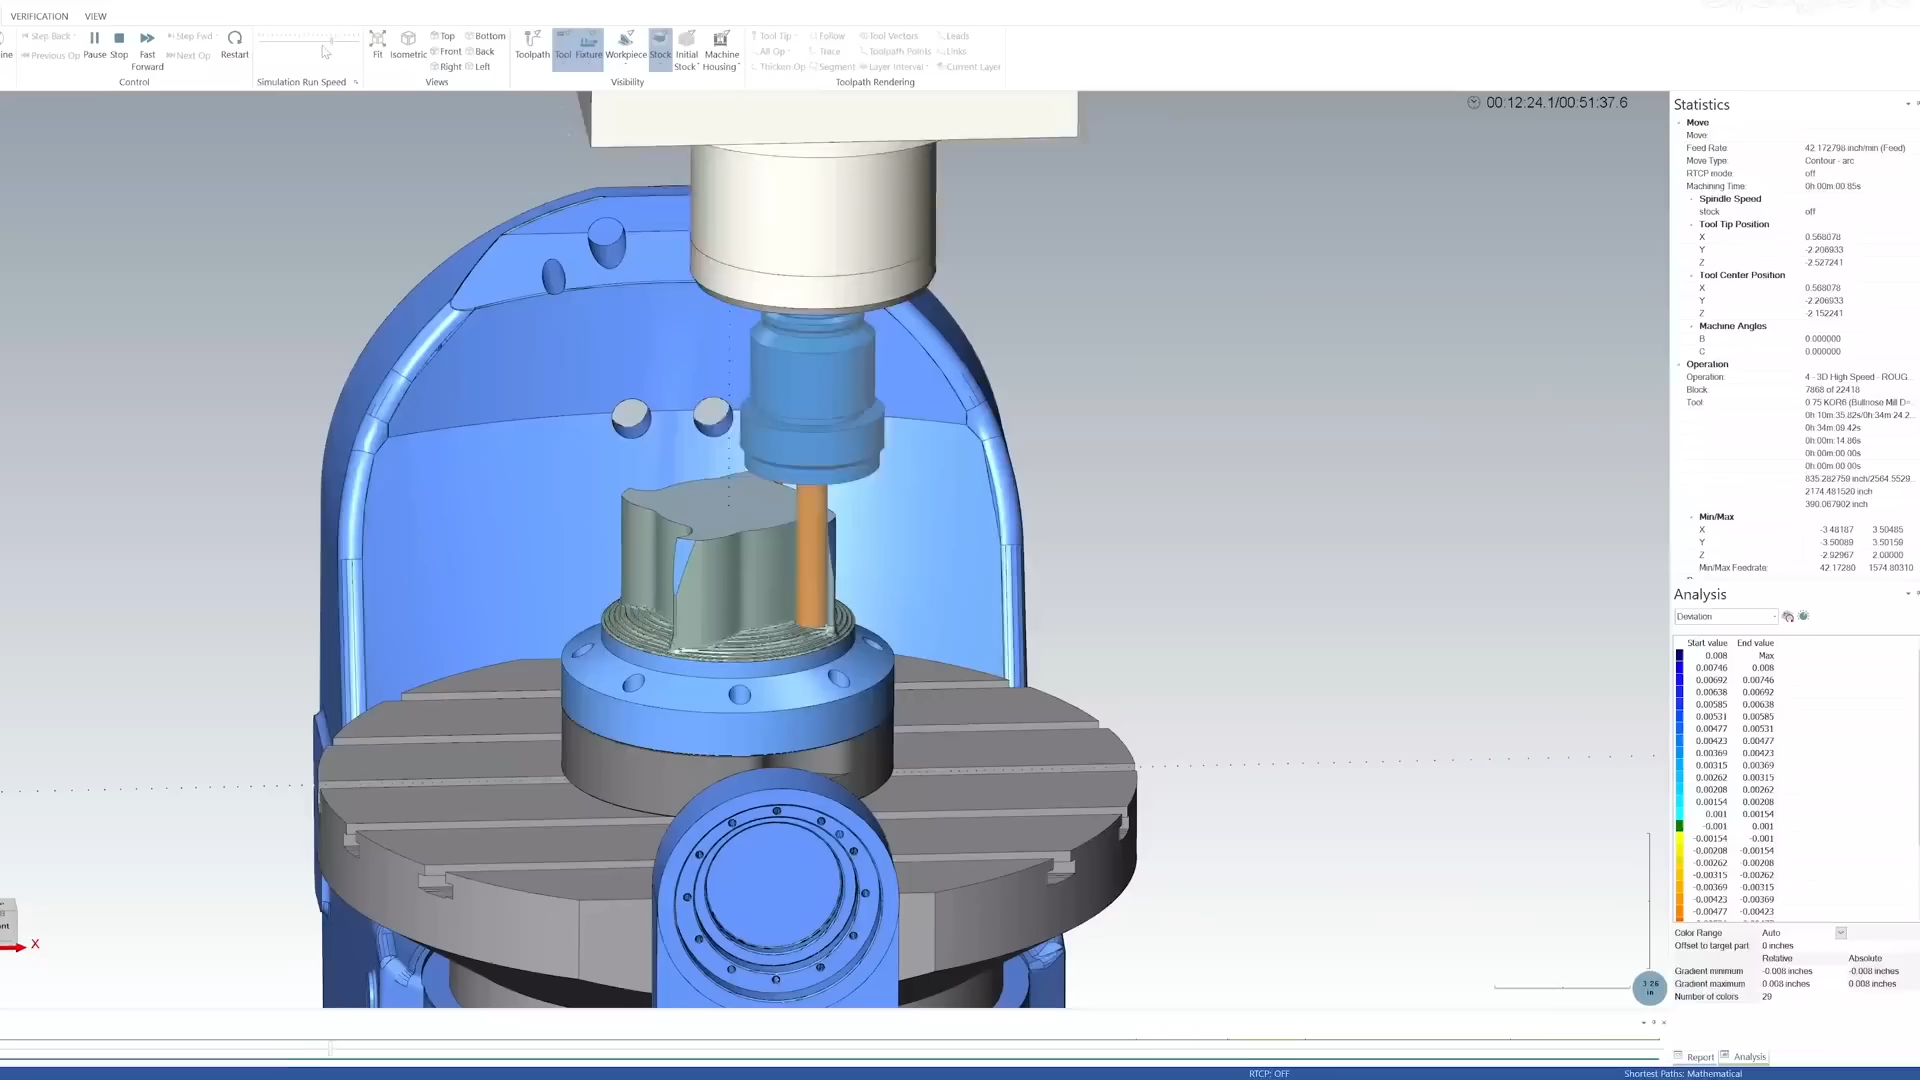 VERIFICATION VIEW
Step Back
Previous Op
Pause
Stop
Fast
Forward
Step Fwd
Next Op
Restart
Control
Simulation Run Speed
Fit
Isometric
Top
Bottom
Front
Back
Right
Left
Views
Toolpath
Tool
Fixture
Workpiece
Stock
Initial
Stock
Machine
Housing
Visibility
Tool Tip Follow Tool Vectors Leads
All Op Trace Toolpath Points Links
Thicken Op Segment Layer Interval Current Layer
Toolpath Rendering
00:12:24.1/00:51:37.6
Statistics
Move
Move:
Feed Rate: 42.172798 inch/min (Feed)
Move Type: Contour - arc
RTCP mode: off
Machining Time: 0h:00m:00.85s
Spindle Speed
stock off
Tool Tip Position
X 0.568078
Y -2.206933
Z -2.527241
Tool Center Position
X 0.568078
Y -2.206933
Z -2.152241
Machine Angles
B 0.000000
C 0.000000
Operation
Operation: 4 - 3D High Speed - ROUG...
Block: 7868 of 22418
Tool: 0.75 KOR6 (Bullnose Mill D=...
0h:10m:35.82s/0h:34m:24.2...
0h:34m:09.42s
0h:00m:14.86s
0h:00m:00.00s
0h:00m:00.00s
835.282759 inch/2564.5529...
2174.481520 inch
390.067902 inch
Min/Max
X -3.48187 3.50485
Y -3.50089 3.50159
Z -2.92967 2.00000
Min/Max Feedrate: 42.17280 1574.80310
Analysis
Deviation
Start value End value
0.008 Max
0.00746 0.008
0.00692 0.00746
0.00638 0.00692
0.00585 0.00638
0.00531 0.00585
0.00477 0.00531
0.00423 0.00477
0.00369 0.00423
0.00315 0.00369
0.00262 0.00315
0.00208 0.00262
0.00154 0.00208
0.001 0.00154
-0.001 0.001
-0.00154 -0.001
-0.00208 -0.00154
-0.00262 -0.00208
-0.00315 -0.00262
-0.00369 -0.00315
-0.00423 -0.00369
-0.00477 -0.00423
Color Range Auto
Offset to target part 0 inches
Relative Absolute
Gradient minimum -0.008 inches -0.008 inches
Gradient maximum 0.008 inches 0.008 inches
Number of colors 29
X
3.26
in
Report Analysis
RTCP: OFF
Shortest Paths: Mathematical